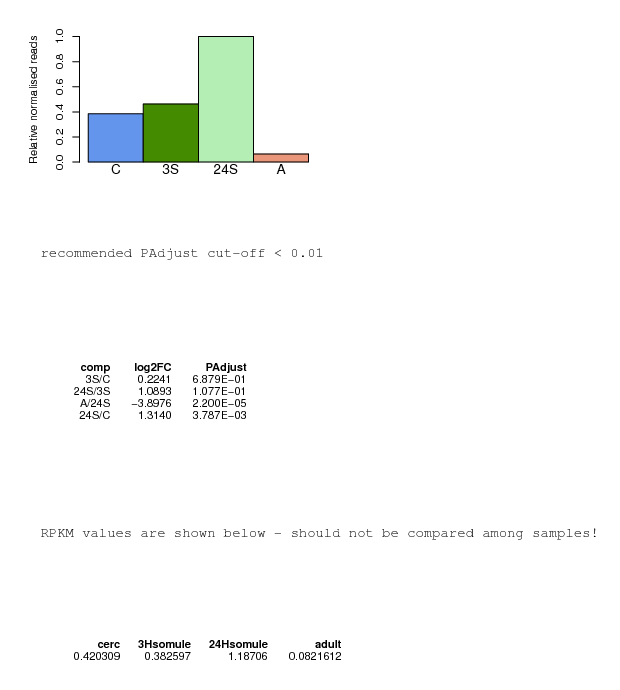 Relative normalised reads
1.0
0.8
0.6
0.4
0.2
0.0
C 3S 24S A
recommended PAdjust cut-off < 0.01
comp log2FC PAdjust
3S/C 0.2241 6.879E-01
24S/3S 1.0893 1.077E-01
A/24S -3.8976 2.200E-05
24S/C 1.3140 3.787E-03
RPKM values are shown below - should not be compared among samples!
cerc 3Hsomule 24Hsomule adult
0.420309 0.382597 1.18706 0.0821612